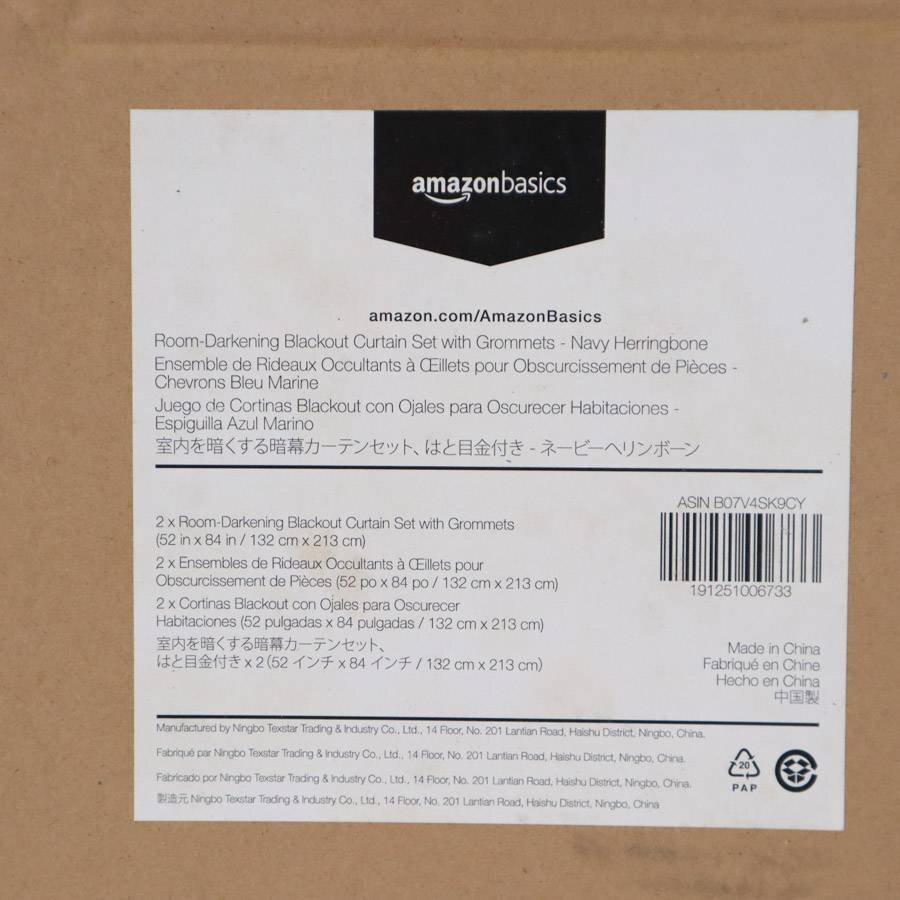 amazonbasics
amazon.com/AmazonBasics
Room-Darkening Blackout Curtain Set with Grommets - Navy Herringbone
Ensemble de Rideaux Occultants à Œillets pour Obscurcissement de Pièces -
Chevrons Bleu Marine
Juego de Cortinas Blackout con Ojales para Oscurecer Habitaciones -
Espiguilla Azul Marino
室内を暗くする暗幕カーテンセット、はと目金付き - ネービーヘリンボーン
2 x Room-Darkening Blackout Curtain Set with Grommets
(52 in x 84 in / 132 cm x 213 cm)
2 x Ensembles de Rideaux Occultants à Œillets pour
Obscurcissement de Pièces (52 po x 84 po / 132 cm x 213 cm)
2 x Cortinas Blackout con Ojales para Oscurecer
Habitaciones (52 pulgadas x 84 pulgadas / 132 cm x 213 cm)
室内を暗くする暗幕カーテンセット、
はと目金付き x 2 (52 インチ x 84 インチ / 132 cm x 213 cm)
ASIN B07V4SK9CY
191251006733
Made in China
Fabriqué en Chine
Hecho en China
中国製
Manufactured by Ningbo Texstar Trading & Industry Co., Ltd., 14 Floor, No. 201 Lantian Road, Haishu District, Ningbo, China.
Fabriqué par Ningbo Texstar Trading & Industry Co., Ltd., 14 Floor, No. 201 Lantian Road, Haishu District, Ningbo, China.
Fabricado por Ningbo Texstar Trading & Industry Co., Ltd., 14 Floor, No. 201 Lantian Road, Haishu District, Ningbo, China.
製造元 Ningbo Texstar Trading & Industry Co., Ltd., 14 Floor, No. 201 Lantian Road, Haishu District, Ningbo, China
20
PAP